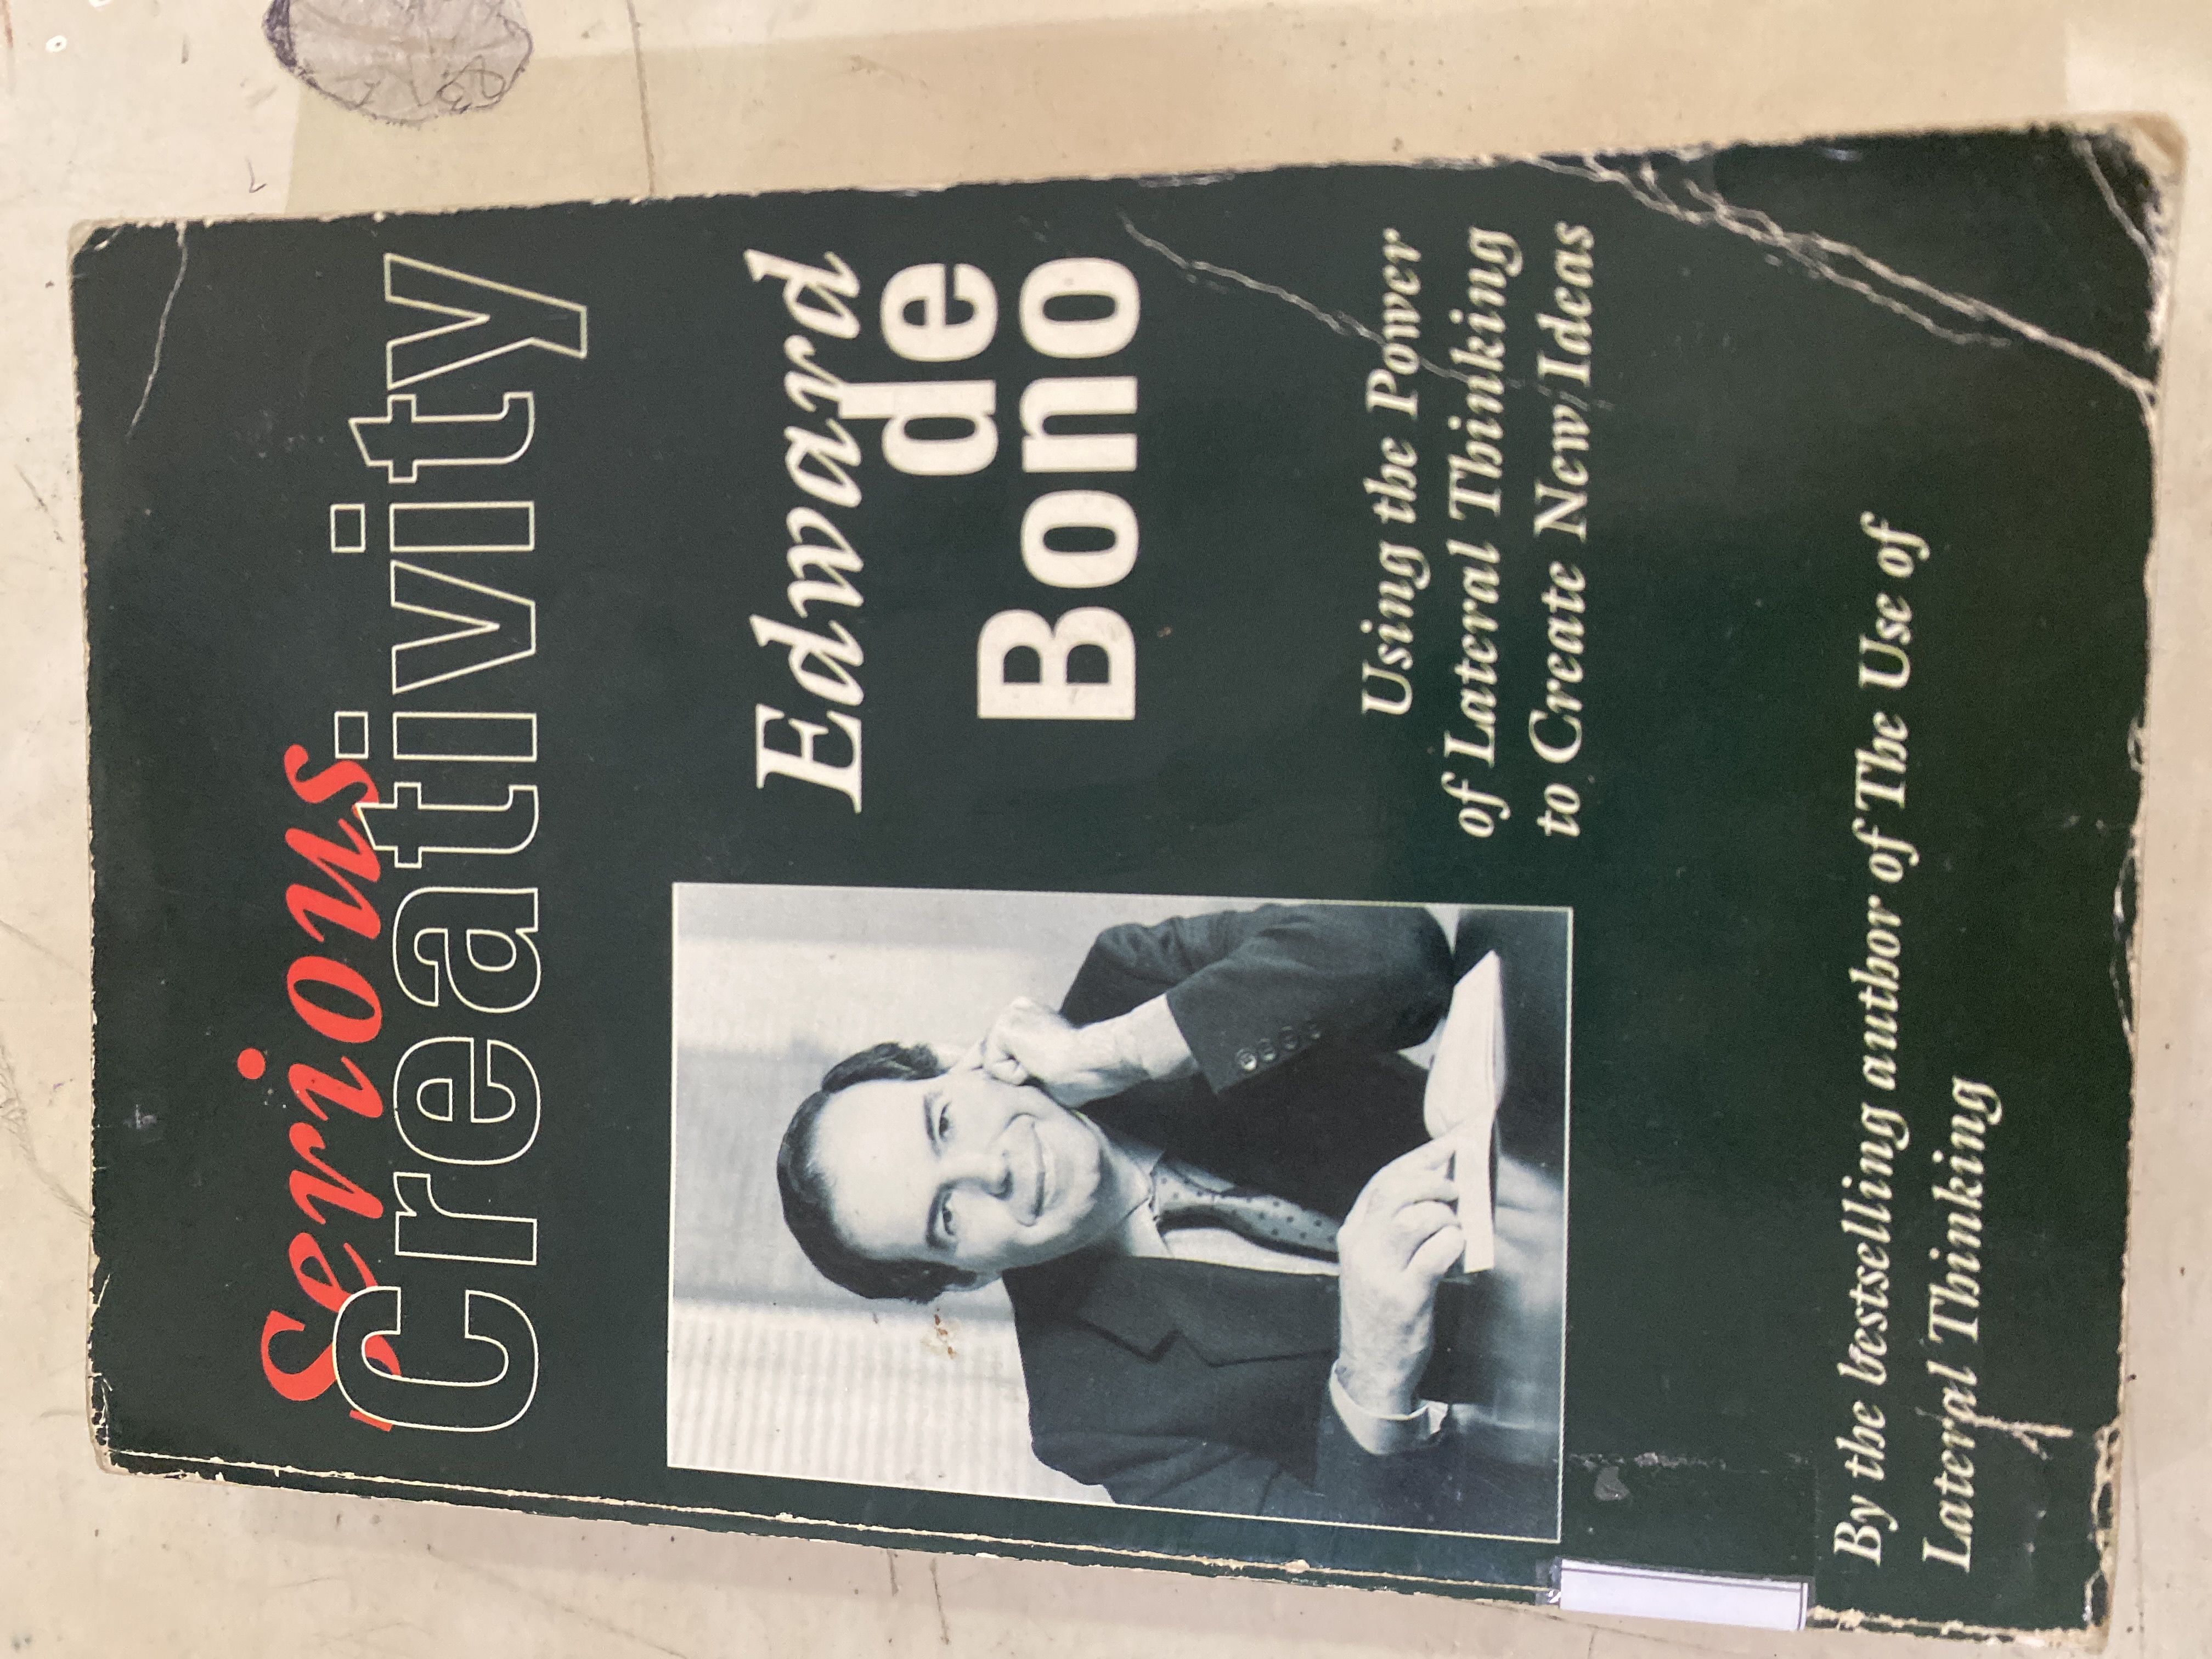 Serious
Creativity
Edward
de
Bono
Using the Power
of Lateral Thinking
to Create New Ideas
By the bestselling author of The Use of
Lateral Thinking